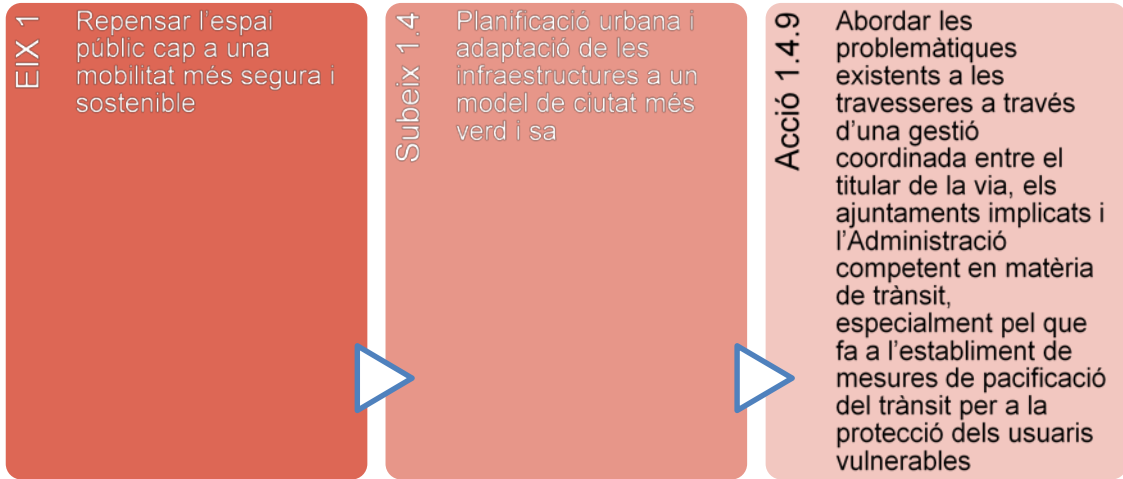 EIX 1
Repensar l’espai
públic cap a una
mobilitat més segura i
sostenible
Subeix 1.4
Planificació urbana i
adaptació de les
infraestructures a un
model de ciutat més
verd i sa
Acció 1.4.9
Abordar les
problemàtiques
existents a les
travesseres a través
d’una gestió
coordinada entre el
titular de la via, els
ajuntaments implicats i
l’Administració
competent en matèria
de trànsit,
especialment pel que
fa a l’establiment de
mesures de pacificació
del trànsit per a la
protecció dels usuaris
vulnerables